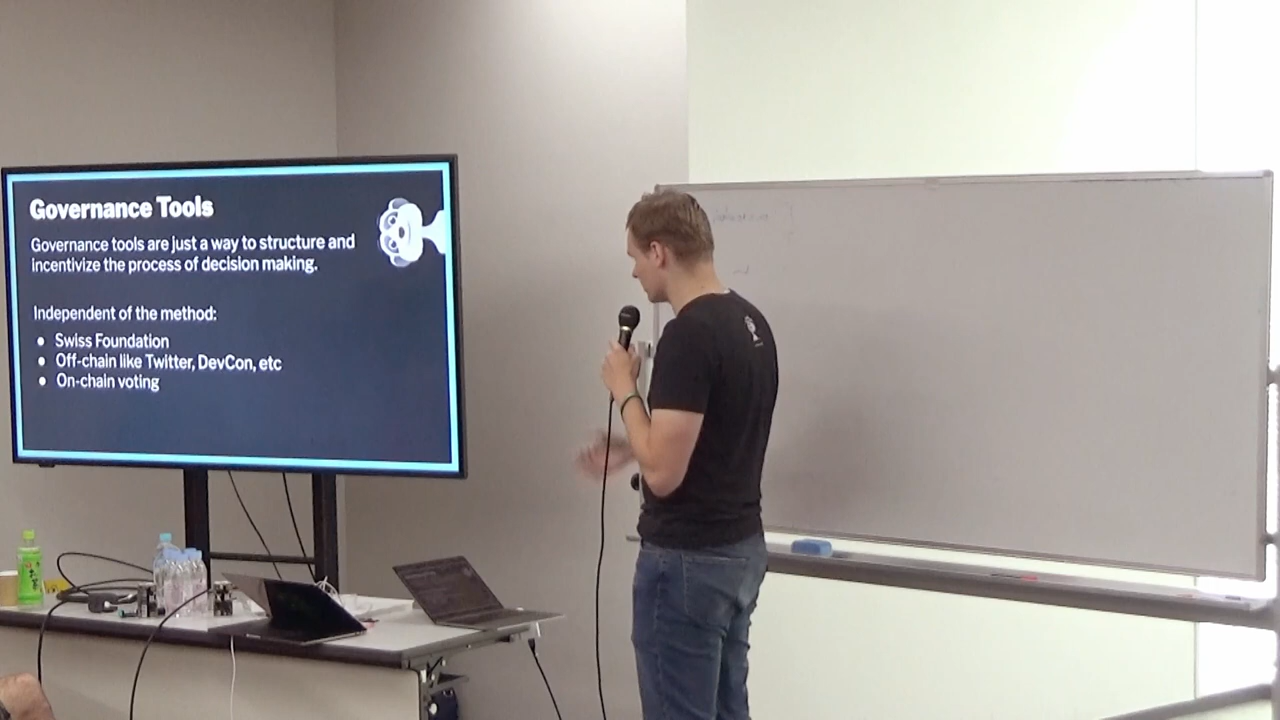 Governance Tools
Governance tools are just a way to structure and
incentivize the process of decision making.
Independent of the method:
● Swiss Foundation
● Off-chain like Twitter, DevCon, etc
● On-chain voting